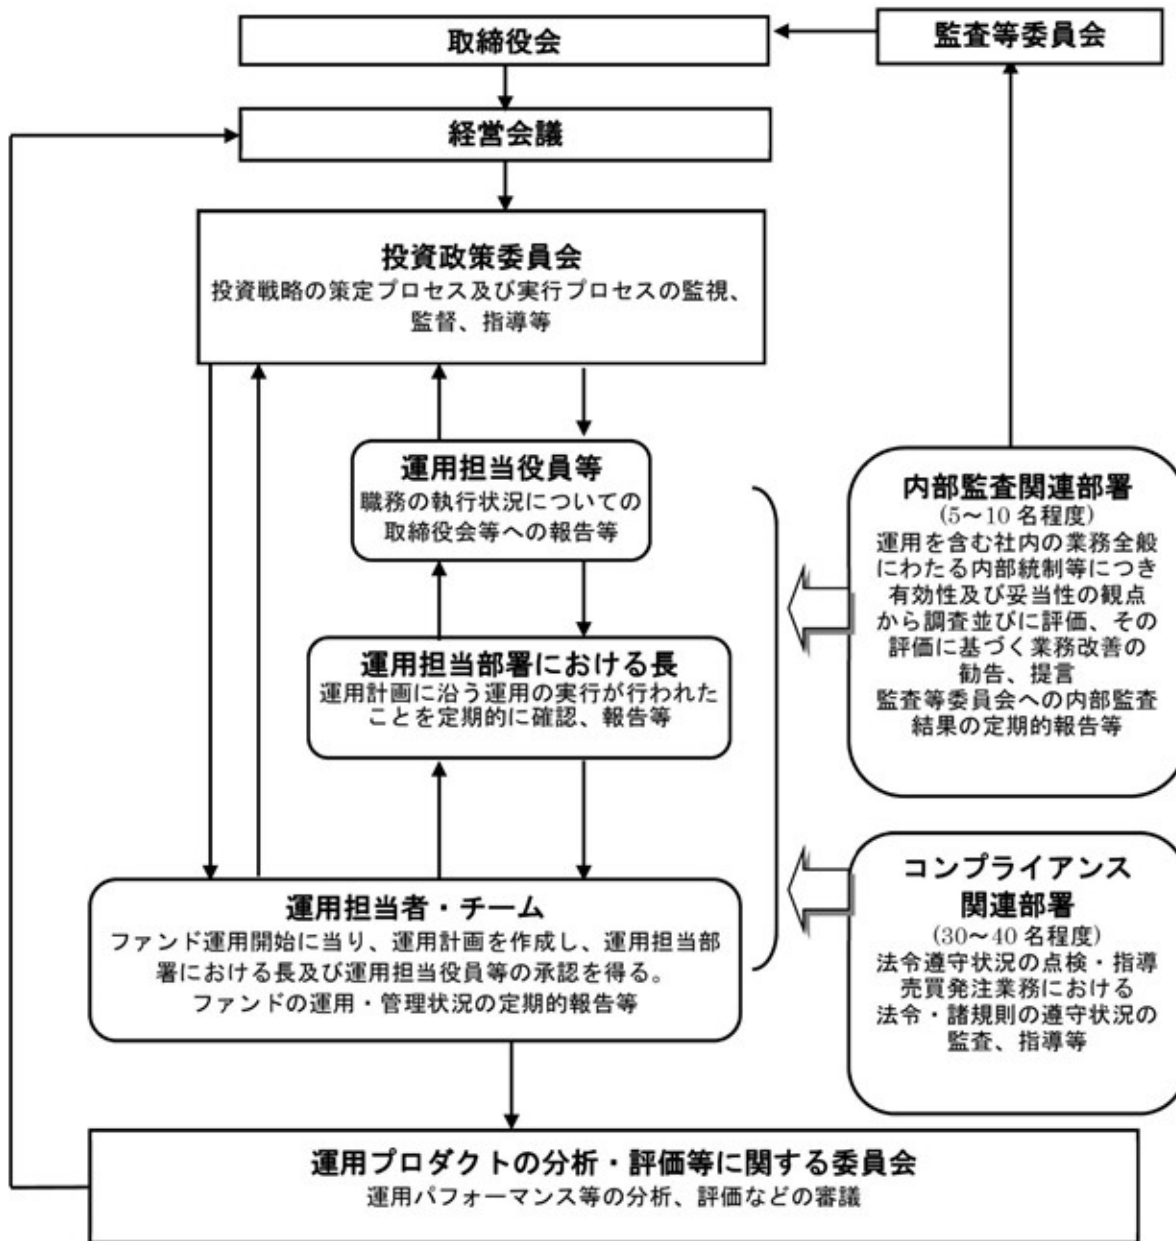 取締役会
監査等委員会
経営会議
投資政策委員会
投資戦略の策定プロセス及び実行プロセスの監視、
監督、指導等
運用担当役員等
職務の執行状況についての
取締役会等への報告等
運用担当部署における長
運用計画に沿う運用の実行が行われた
ことを定期的に確認、報告等
運用担当者・チーム
ファンド運用開始に当り、運用計画を作成し、運用担当部
署における長及び運用担当役員等の承認を得る。
ファンドの運用・管理状況の定期的報告等
内部監査関連部署
(5～10 名程度)
運用を含む社内の業務全般
にわたる内部統制等につき
有効性及び妥当性の観点
から調査並びに評価、その
評価に基づく業務改善の
勧告、提言
監査等委員会への内部監査
結果の定期的報告等
コンプライアンス
関連部署
(30～40 名程度)
法令遵守状況の点検・指導
売買発注業務における
法令・諸規則の遵守状況の
監査、指導等
運用プロダクトの分析・評価等に関する委員会
運用パフォーマンス等の分析、評価などの審議